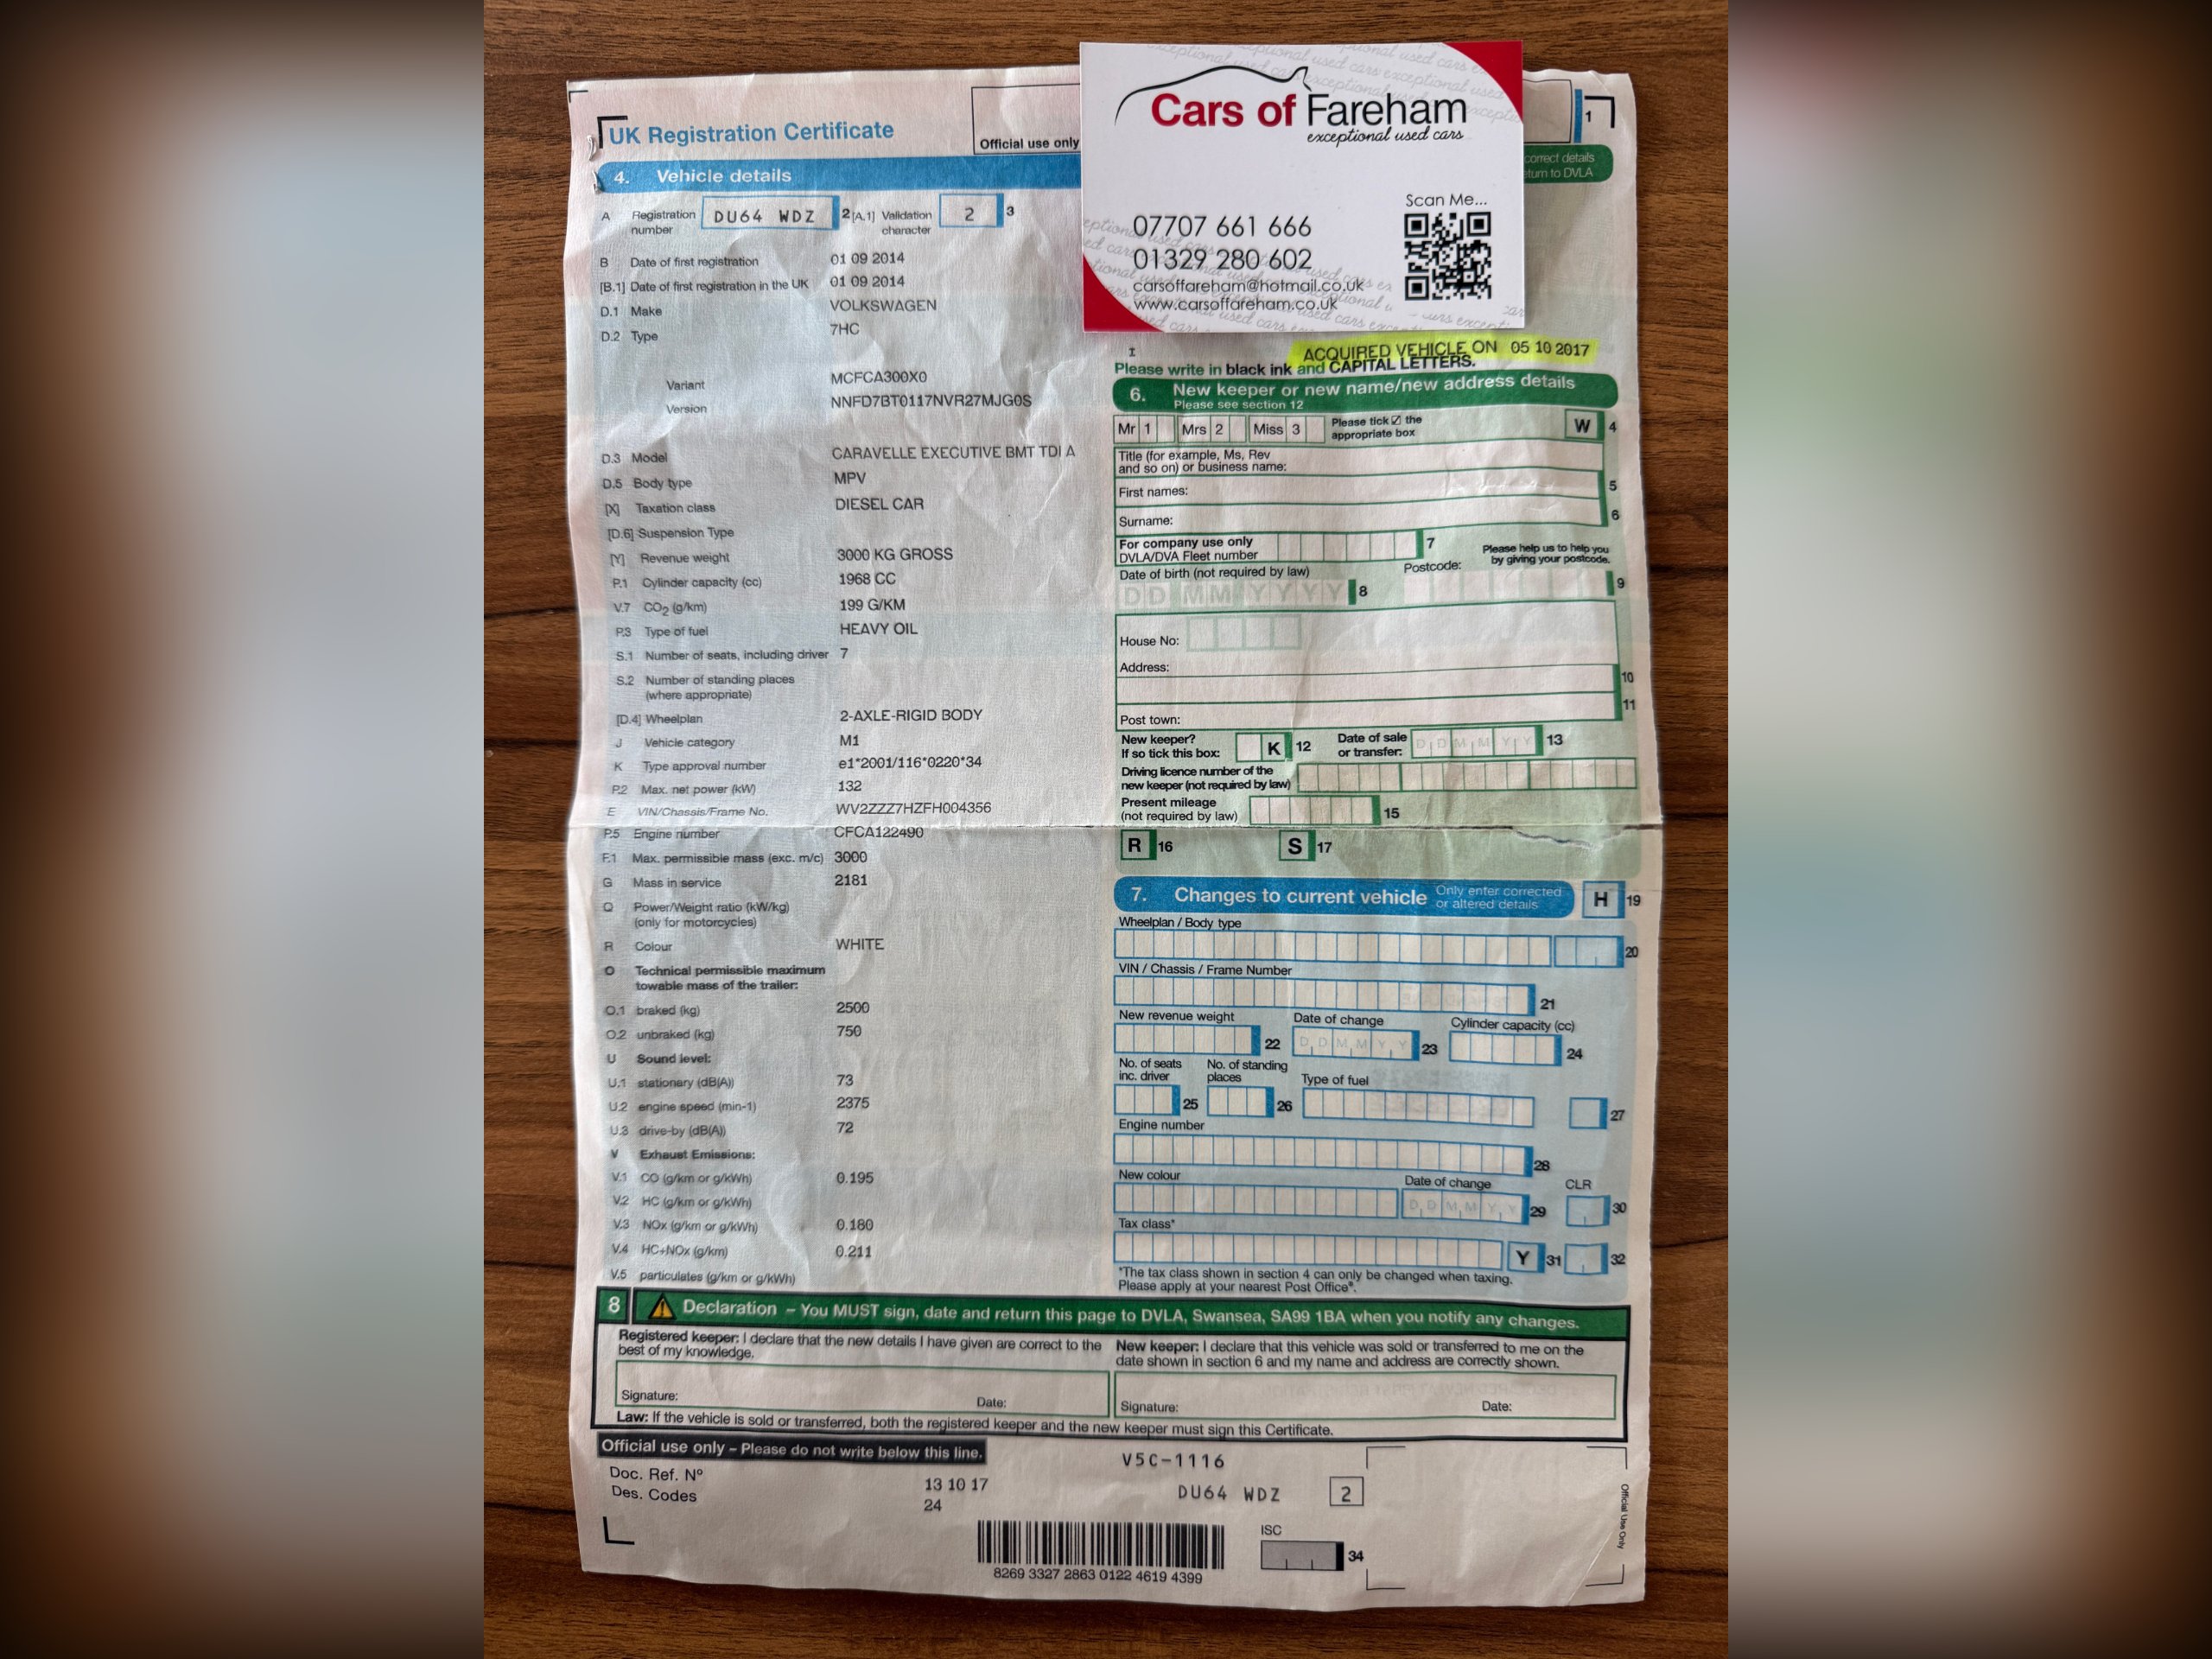 UK Registration Certificate
Official use only
1
4. Vehicle details
A Registration number DU64 WDZ 2 [A.1] Validation character 2 3
B Date of first registration 01 09 2014
[B.1] Date of first registration in the UK 01 09 2014
D.1 Make VOLKSWAGEN
D.2 Type 7HC
Variant MCFCA300X0
Version NNFD7BT0117NVR27MJG0S
D.3 Model CARAVELLE EXECUTIVE BMT TDI A
D.5 Body type MPV
[X] Taxation class DIESEL CAR
[D.6] Suspension Type
[Y] Revenue weight 3000 KG GROSS
P.1 Cylinder capacity (cc) 1968 CC
V.7 CO2 (g/km) 199 G/KM
P.3 Type of fuel HEAVY OIL
S.1 Number of seats, including driver 7
S.2 Number of standing places
(where appropriate)
[D.4] Wheelplan 2-AXLE-RIGID BODY
J Vehicle category M1
K Type approval number e1*2001/116*0220*34
P.2 Max. net power (kW) 132
E VIN/Chassis/Frame No. WV2ZZZ7HZFH004356
P.5 Engine number CFCA122490
F.1 Max. permissible mass (exc. m/c) 3000
G Mass in service 2181
Q Power/Weight ratio (kW/kg)
(only for motorcycles)
R Colour WHITE
O Technical permissible maximum
towable mass of the trailer:
O.1 braked (kg) 2500
O.2 unbraked (kg) 750
U Sound level:
U.1 stationary (dB(A)) 73
U.2 engine speed (min-1) 2375
U.3 drive-by (dB(A)) 72
V Exhaust Emissions:
V.1 CO (g/km or g/kWh) 0.195
V.2 HC (g/km or g/kWh)
V.3 NOx (g/km or g/kWh) 0.180
V.4 HC+NOx (g/km) 0.211
V.5 particulates (g/km or g/kWh)
exceptional used cars
Cars of Fareham
exceptional used cars
Scan Me...
07707 661 666
01329 280 602
carsoffareham@hotmail.co.uk
www.carsoffareham.co.uk
correct details
return to DVLA
I
ACQUIRED VEHICLE ON 05 10 2017
Please write in black ink and CAPITAL LETTERS.
6. New keeper or new name/new address details
Please see section 12
Mr 1 Mrs 2 Miss 3 Please tick ☑ the appropriate box W 4
Title (for example, Ms, Rev
and so on) or business name:
First names: 5
Surname: 6
For company use only
DVLA/DVA Fleet number 7
Please help us to help you
by giving your postcode.
Date of birth (not required by law) Postcode:
DD MM YYYY 8 9
House No:
Address: 10
11
Post town:
New keeper?
If so tick this box: K 12 Date of sale or transfer: D D M M Y Y 13
Driving licence number of the
new keeper (not required by law)
Present mileage
(not required by law) 15
R 16 S 17
7. Changes to current vehicle Only enter corrected or altered details H 19
Wheelplan / Body type
20
VIN / Chassis / Frame Number
21
New revenue weight Date of change Cylinder capacity (cc)
22 D D M M Y Y 23 24
No. of seats inc. driver No. of standing places Type of fuel
25 26 27
Engine number
28
New colour Date of change CLR
D D M M Y Y 29 30
Tax class*
Y 31 32
*The tax class shown in section 4 can only be changed when taxing.
Please apply at your nearest Post Office®.
8 Declaration – You MUST sign, date and return this page to DVLA, Swansea, SA99 1BA when you notify any changes.
Registered keeper: I declare that the new details I have given are correct to the
best of my knowledge.
Signature: Date:
New keeper: I declare that this vehicle was sold or transferred to me on the
date shown in section 6 and my name and address are correctly shown.
Signature: Date:
Law: If the vehicle is sold or transferred, both the registered keeper and the new keeper must sign this Certificate.
Official use only – Please do not write below this line.
Doc. Ref. Nº 13 10 17
Des. Codes 24
V5C-1116
DU64 WDZ 2
ISC
34
8269 3327 2863 0122 4619 4399
Official Use Only